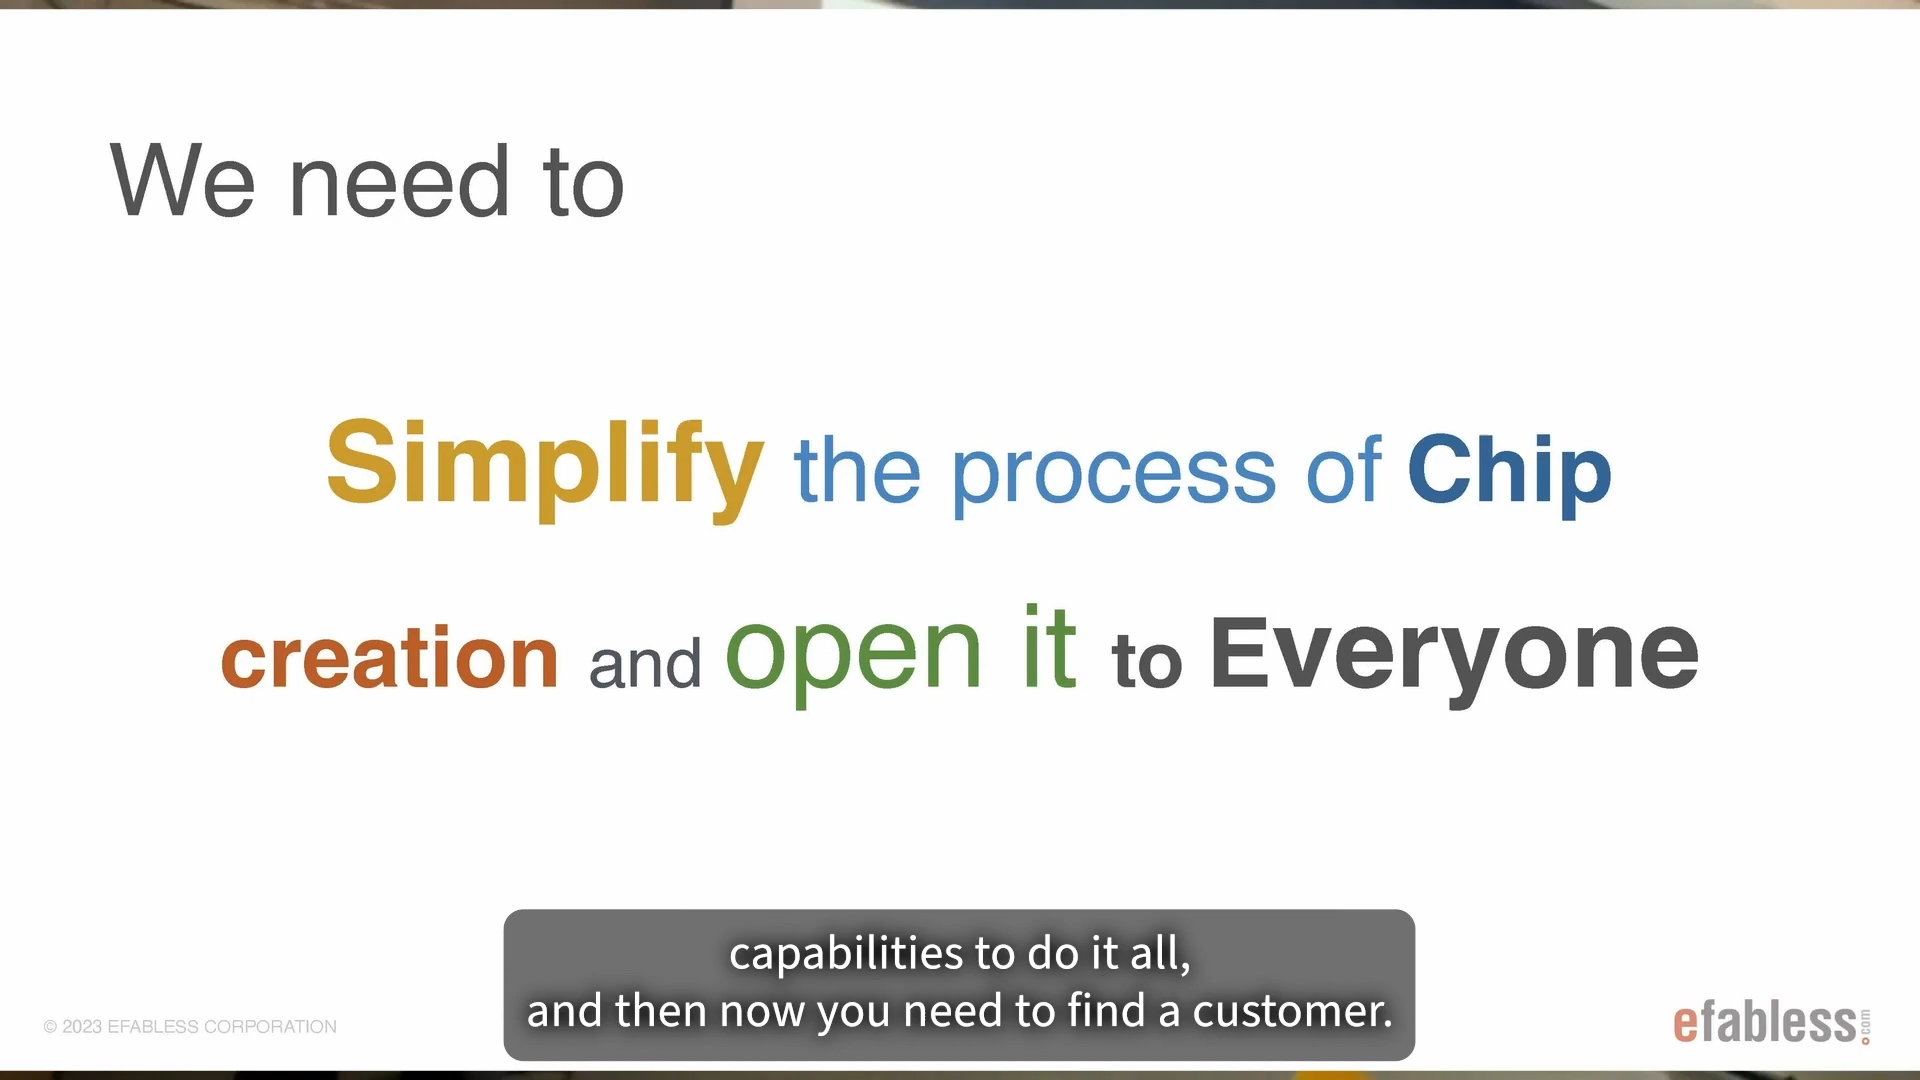 We need to
Simplify the process of Chip
creation and open it to Everyone
capabilities to do it all,
and then now you need to find a customer.
© 2023 EFABLESS CORPORATION
efabless.com